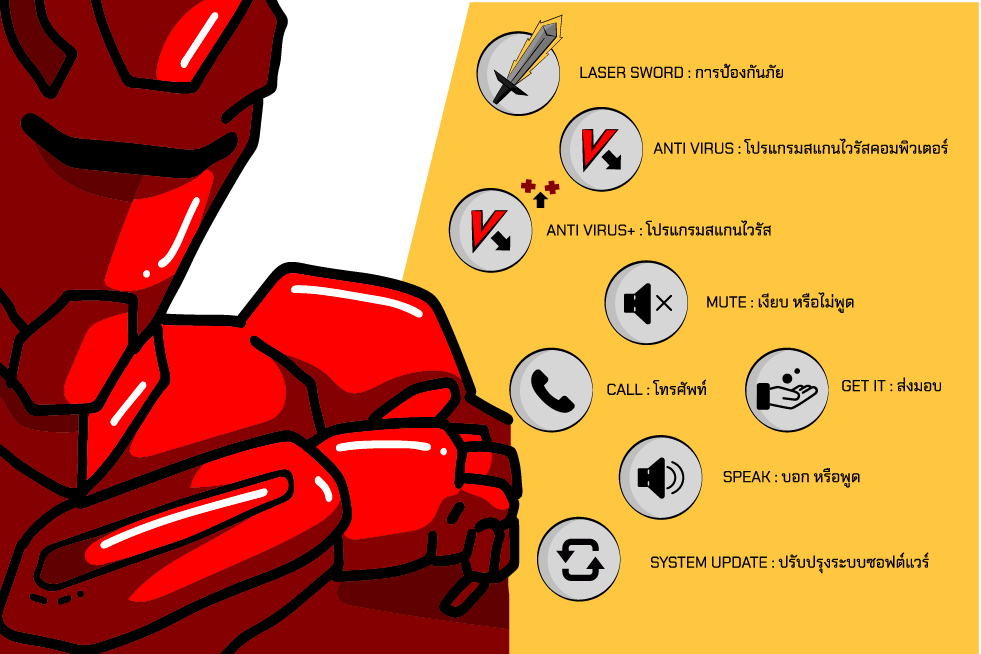 LASER SWORD : การป้องกันภัย
ANTI VIRUS : โปรแกรมสแกนไวรัสคอมพิวเตอร์
ANTI VIRUS+ : โปรแกรมสแกนไวรัส
MUTE : เงียบ หรือไม่พูด
CALL : โทรศัพท์
GET IT : ส่งมอบ
SPEAK : บอก หรือพูด
SYSTEM UPDATE : ปรับปรุงระบบซอฟต์แวร์